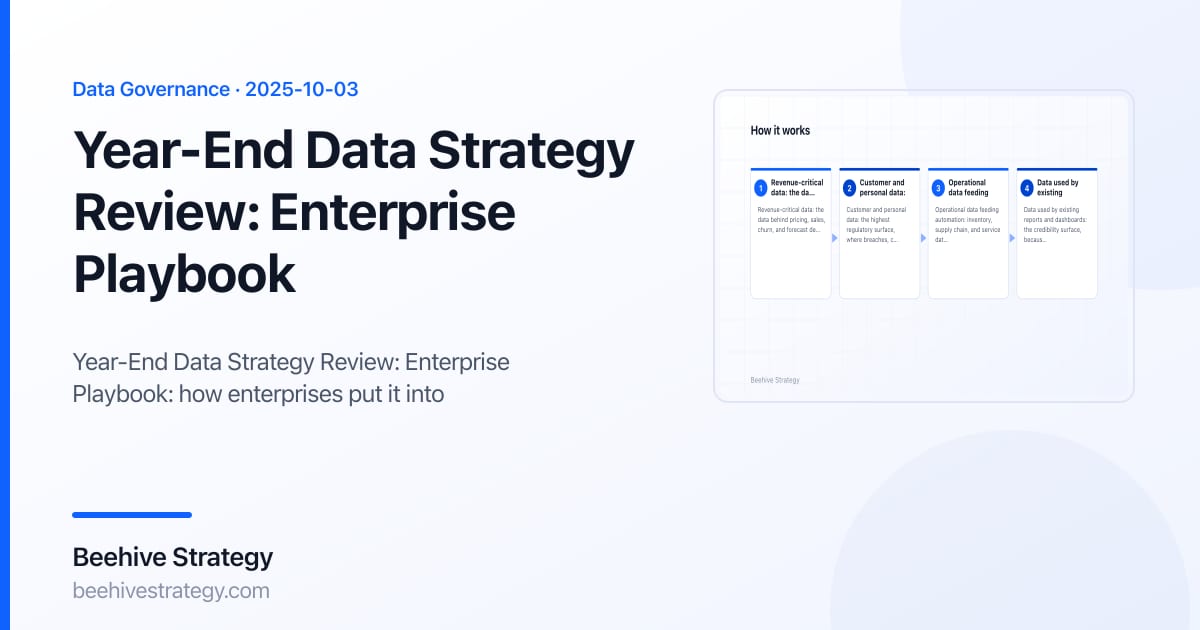 Data Governance · 2025-10-03
Year-End Data Strategy
Review: Enterprise
Playbook
Year-End Data Strategy Review: Enterprise
Playbook: how enterprises put it into
Beehive Strategy
beehivestrategy.com
How it works
1
Revenue-critical
data: the da...
Revenue-critical data: the
data behind pricing, sales,
churn, and forecast de...
2
Customer and
personal data:
Customer and personal
data: the highest
regulatory surface,
where breaches, c...
3
Operational
data feeding
Operational data feeding
automation: inventory,
supply chain, and service
dat...
4
Data used by
existing
Data used by existing
reports and dashboards:
the credibility surface,
becaus...
Beehive Strategy